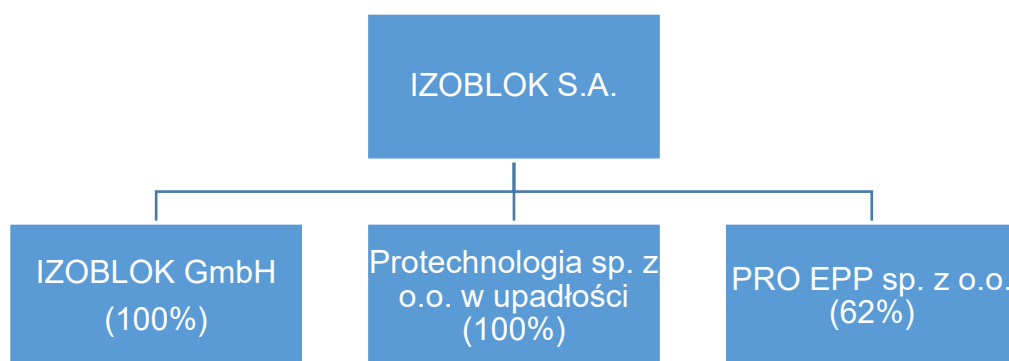 IZOBLOK S.A.
IZOBLOK GmbH
(100%)
Protechnologia sp. z
o.o. w upadłości
(100%)
PRO EPP sp. z o.o.
(62%)